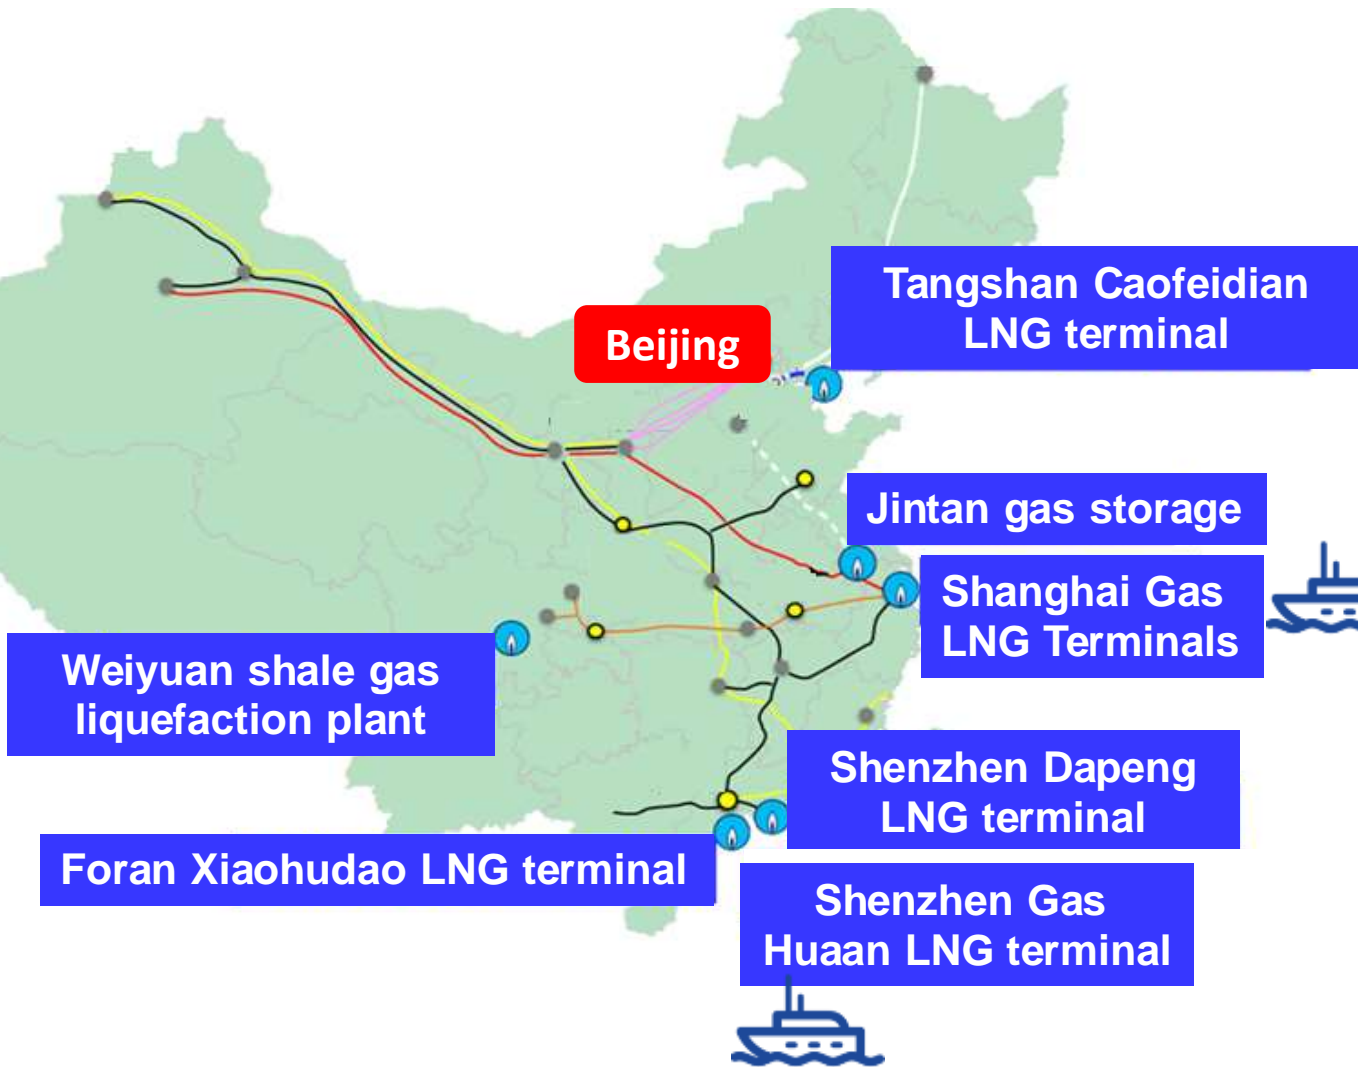 Tangshan Caofeidian
LNG terminal
Beijing
Jintan gas storage
Shanghai Gas
LNG Terminals
Weiyuan shale gas
liquefaction plant
Shenzhen Dapeng
LNG terminal
Foran Xiaohudao LNG terminal
Shenzhen Gas
Huaan LNG terminal